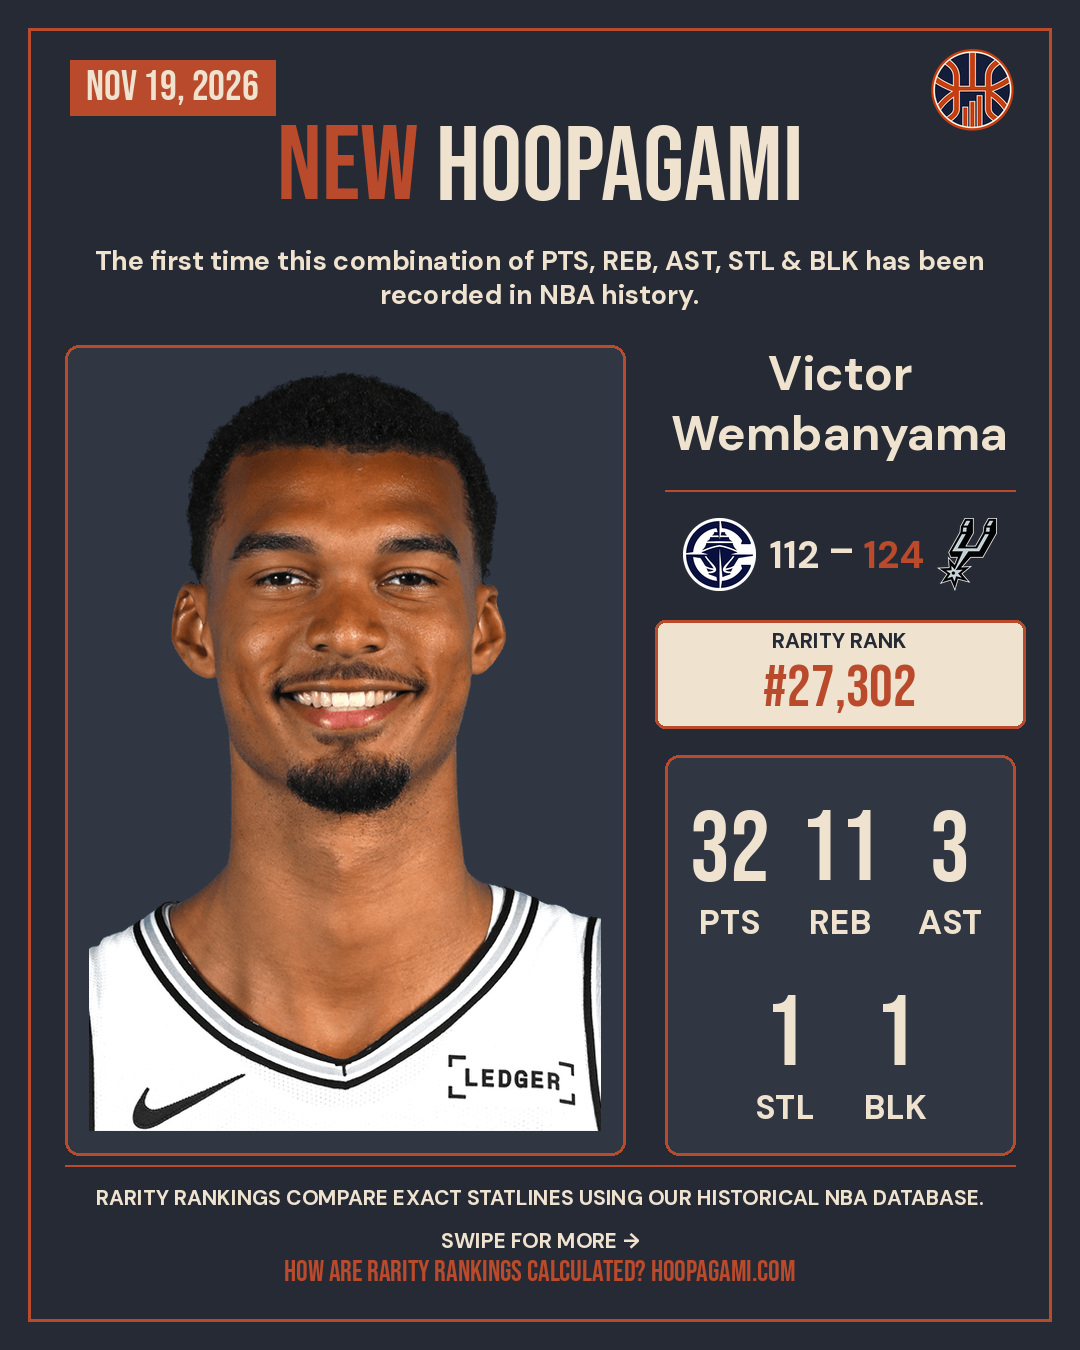 NOV 19, 2026
NEW HOOPAGAMI
The first time this combination of PTS, REB, AST, STL & BLK has been
recorded in NBA history.
Victor
Wembanyama
112 – 124
RARITY RANK
#27,302
32 11 3
PTS REB AST
1 1
STL BLK
LEDGER
RARITY RANKINGS COMPARE EXACT STATLINES USING OUR HISTORICAL NBA DATABASE.
SWIPE FOR MORE →
HOW ARE RARITY RANKINGS CALCULATED? HOOPAGAMI.COM